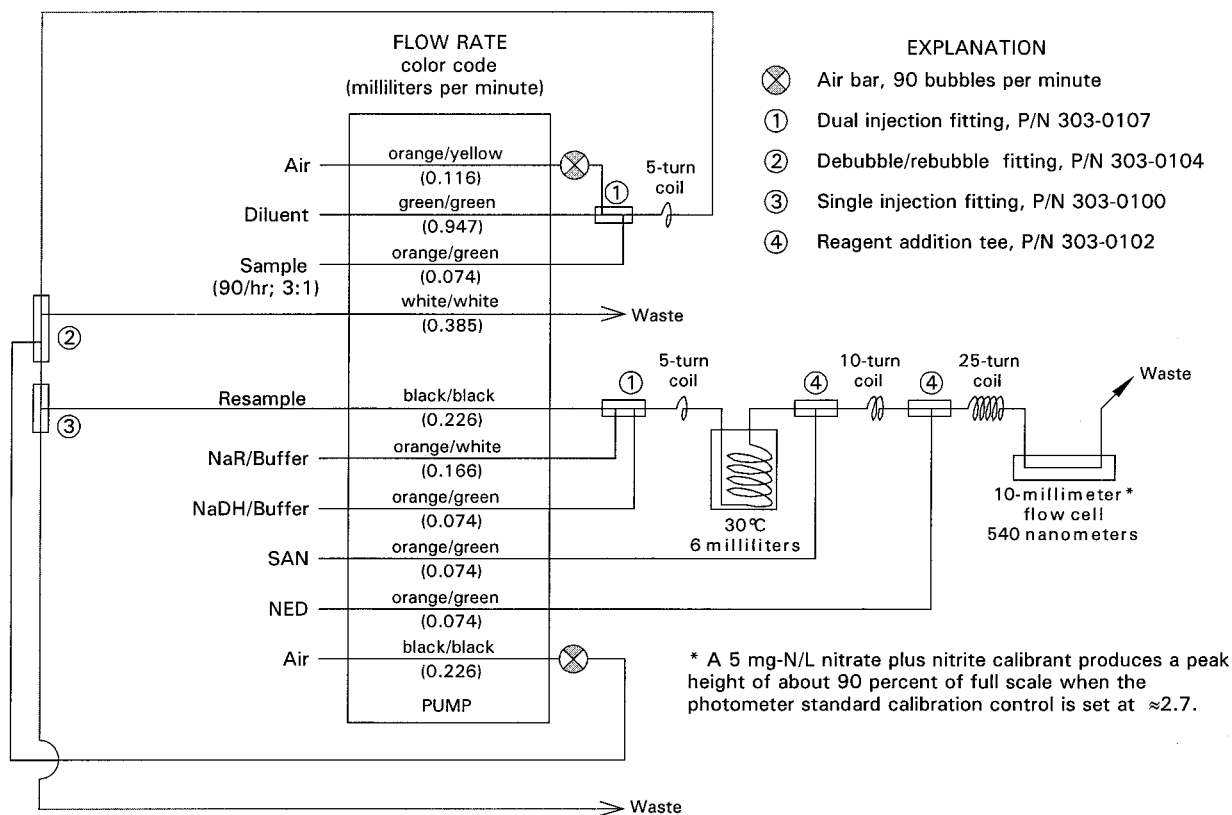 FLOW RATE
color code
(milliliters per minute)
EXPLANATION
Air bar, 90 bubbles per minute
① Dual injection fitting, P/N 303-0107
② Debubble/rebubble fitting, P/N 303-0104
③ Single injection fitting, P/N 303-0100
④ Reagent addition tee, P/N 303-0102
Air
orange/yellow
(0.116)
①
5-turn
coil
Diluent
green/green
(0.947)
Sample
(90/hr; 3:1)
orange/green
(0.074)
white/white
(0.385)
Waste
②
③
Resample
black/black
(0.226)
①
5-turn
coil
④
10-turn
coil
④
25-turn
coil
Waste
NaR/Buffer
orange/white
(0.166)
NaDH/Buffer
orange/green
(0.074)
30°C
6 milliliters
10-millimeter*
flow cell
540 nanometers
SAN
orange/green
(0.074)
NED
orange/green
(0.074)
Air
black/black
(0.226)
PUMP
* A 5 mg-N/L nitrate plus nitrite calibrant produces a peak
height of about 90 percent of full scale when the
photometer standard calibration control is set at ≈2.7.
Waste